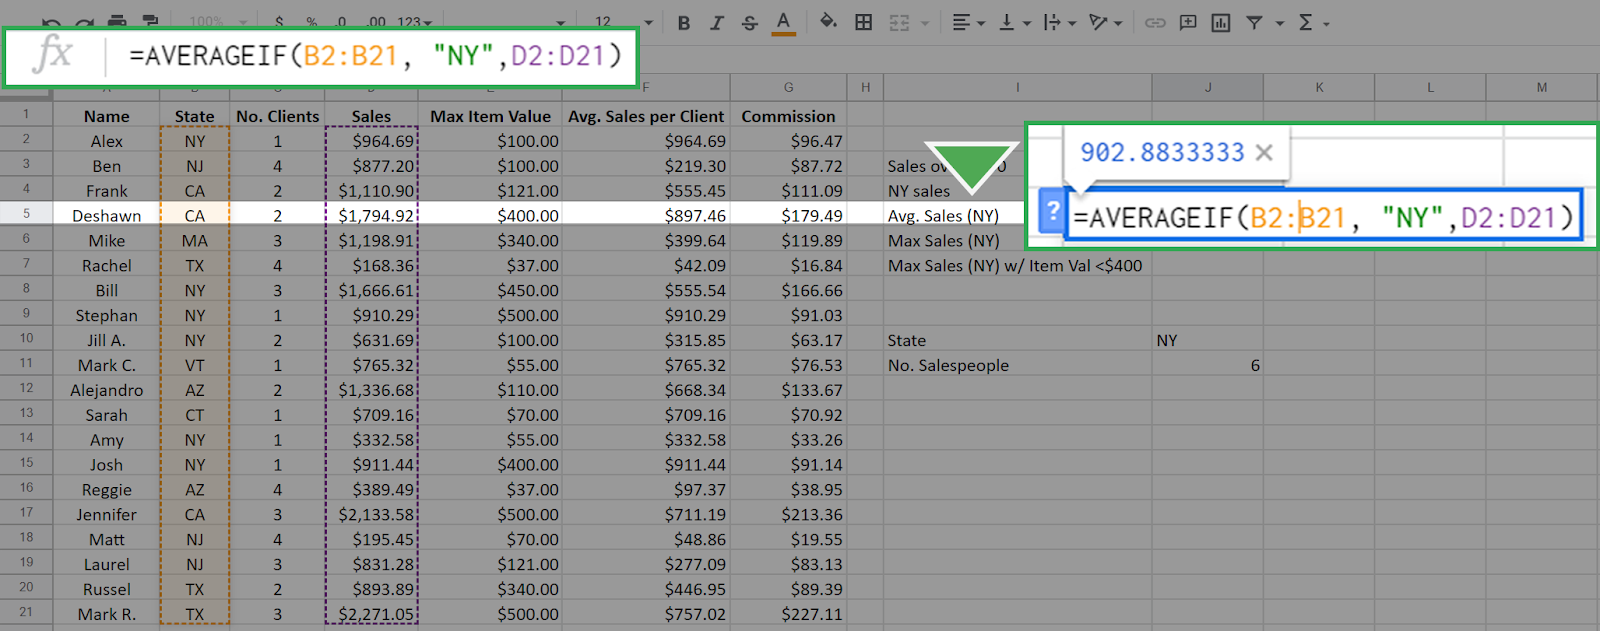 100% $ % .0 .00 123 12 B I S A Σ
fx =AVERAGEIF(B2:B21, "NY",D2:D21)
F G H I J K L M
1 Name State No. Clients Sales Max Item Value Avg. Sales per Client Commission
2 Alex NY 1 $964.69 $100.00 $964.69 $96.47
902.8833333 ×
3 Ben NJ 4 $877.20 $100.00 $219.30 $87.72 Sales 0
4 Frank CA 2 $1,110.90 $121.00 $555.45 $111.09 NY sales
5 Deshawn CA 2 $1,794.92 $400.00 $897.46 $179.49 Avg. Sales (NY) ? =AVERAGEIF(B2:B21, "NY",D2:D21)
6 Mike MA 3 $1,198.91 $340.00 $399.64 $119.89 Max Sales (NY)
7 Rachel TX 4 $168.36 $37.00 $42.09 $16.84 Max Sales (NY) w/ Item Val <$400
8 Bill NY 3 $1,666.61 $450.00 $555.54 $166.66
9 Stephan NY 1 $910.29 $500.00 $910.29 $91.03
10 Jill A. NY 2 $631.69 $100.00 $315.85 $63.17 State NY
11 Mark C. VT 1 $765.32 $55.00 $765.32 $76.53 No. Salespeople 6
12 Alejandro AZ 2 $1,336.68 $110.00 $668.34 $133.67
13 Sarah CT 1 $709.16 $70.00 $709.16 $70.92
14 Amy NY 1 $332.58 $55.00 $332.58 $33.26
15 Josh NY 1 $911.44 $400.00 $911.44 $91.14
16 Reggie AZ 4 $389.49 $37.00 $97.37 $38.95
17 Jennifer CA 3 $2,133.58 $500.00 $711.19 $213.36
18 Matt NJ 4 $195.45 $70.00 $48.86 $19.55
19 Laurel NJ 3 $831.28 $121.00 $277.09 $83.13
20 Russel TX 2 $893.89 $340.00 $446.95 $89.39
21 Mark R. TX 3 $2,271.05 $500.00 $757.02 $227.11